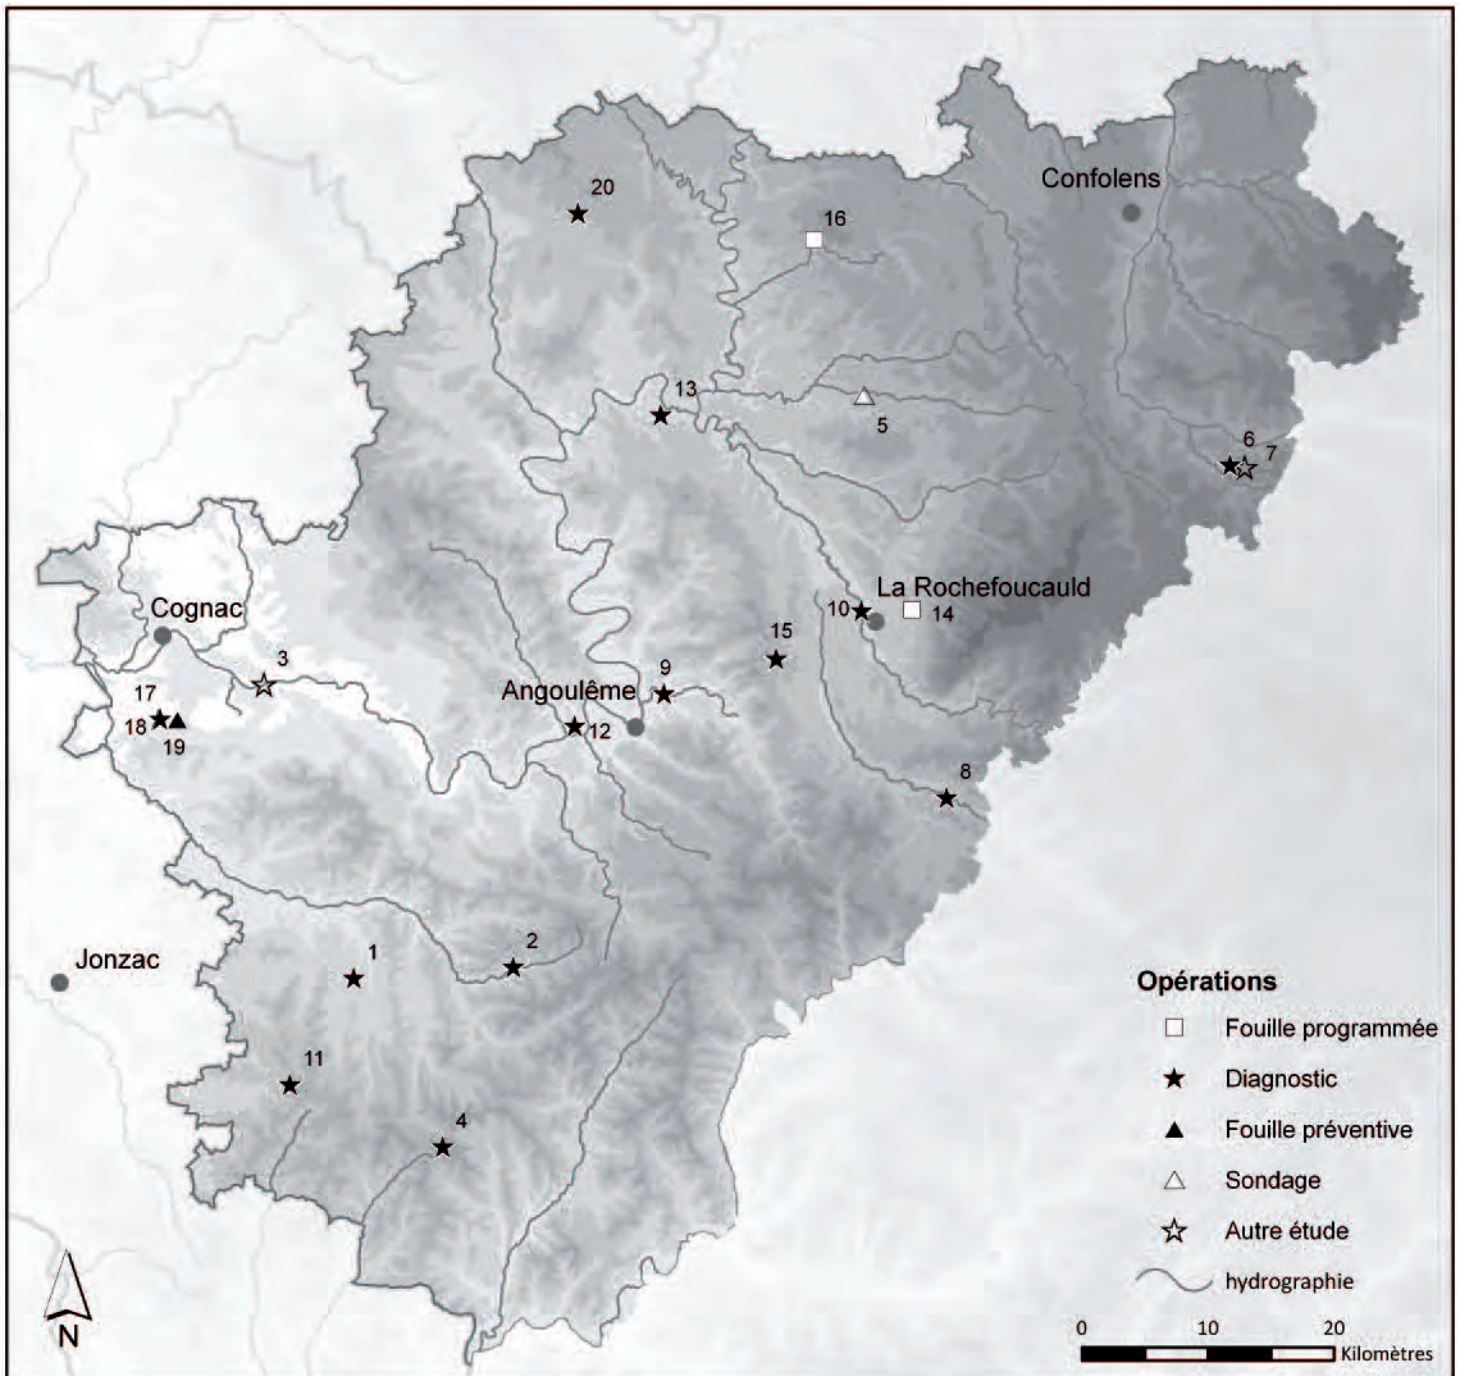 20
16
Confolens
13
5
6
7
La Rochefoucauld
10
14
Cognac
15
3
9
Angoulême
17
18
19
12
8
2
1
Jonzac
11
4
Opérations
Fouille programmée
Diagnostic
Fouille préventive
Sondage
Autre étude
hydrographie
N
0 10 20
Kilomètres